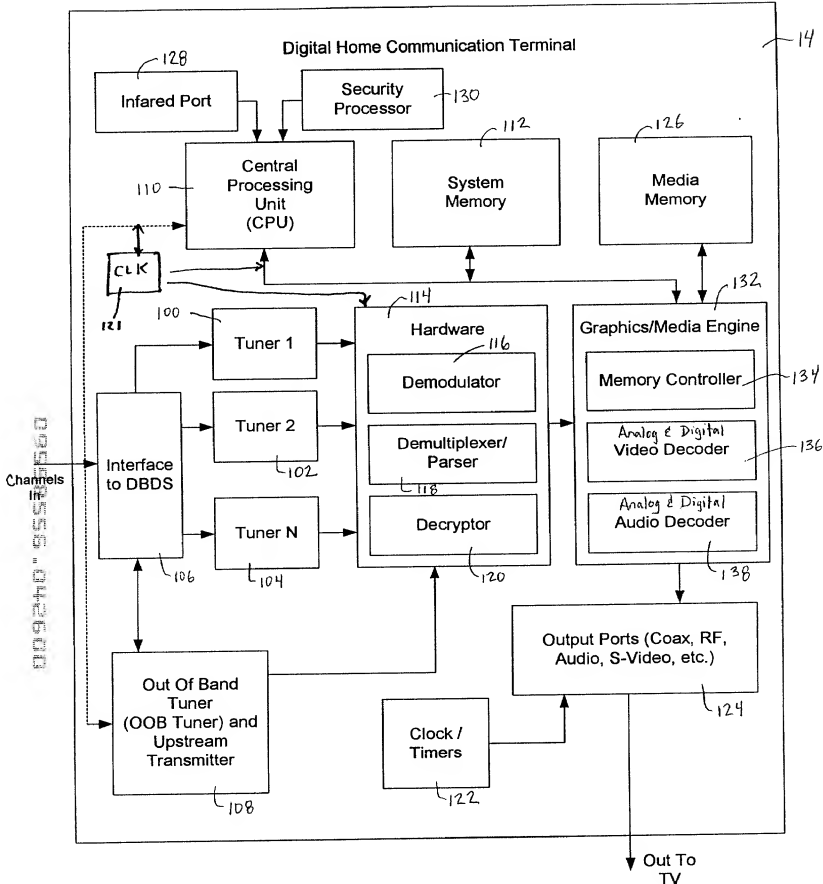 Digital Home Communication Terminal
14
128
Infared Port
Security
Processor
130
110
Central
Processing
Unit
(CPU)
112
System
Memory
126
Media
Memory
CLK
121
100
Tuner 1
Tuner 2
102
Tuner N
104
114
Hardware
116
Demodulator
Demultiplexer/
Parser
118
Decryptor
120
132
Graphics/Media Engine
Memory Controller
134
Analog & Digital
Video Decoder
136
Analog & Digital
Audio Decoder
138
Channels
In
Interface
to DBDS
106
Out Of Band
Tuner
(OOB Tuner) and
Upstream
Transmitter
108
Clock /
Timers
122
Output Ports (Coax, RF,
Audio, S-Video, etc.)
124
Out To
TV